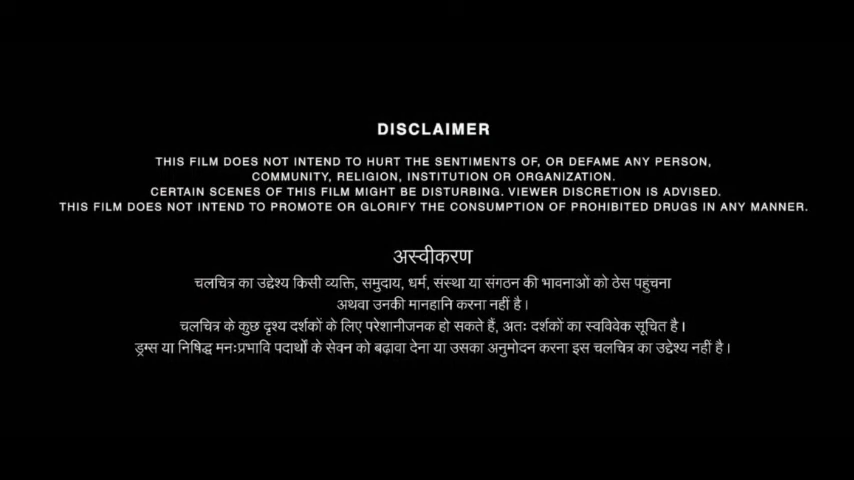 DISCLAIMER
THIS FILM DOES NOT INTEND TO HURT THE SENTIMENTS OF, OR DEFAME ANY PERSON,
COMMUNITY, RELIGION, INSTITUTION OR ORGANIZATION.
CERTAIN SCENES OF THIS FILM MIGHT BE DISTURBING. VIEWER DISCRETION IS ADVISED.
THIS FILM DOES NOT INTEND TO PROMOTE OR GLORIFY THE CONSUMPTION OF PROHIBITED DRUGS IN ANY MANNER.
अस्वीकरण
चलचित्र का उद्देश्य किसी व्यक्ति, समुदाय, धर्म, संस्था या संगठन की भावनाओं को ठेस पहुंचना
अथवा उनकी मानहानि करना नहीं है।
चलचित्र के कुछ दृश्य दर्शकों के लिए परेशानीजनक हो सकते हैं, अतः दर्शकों का स्वविवेक सूचित है।
ड्रग्स या निषिद्ध मनःप्रभावि पदार्थों के सेवन को बढ़ावा देना या उसका अनुमोदन करना इस चलचित्र का उद्देश्य नहीं है।